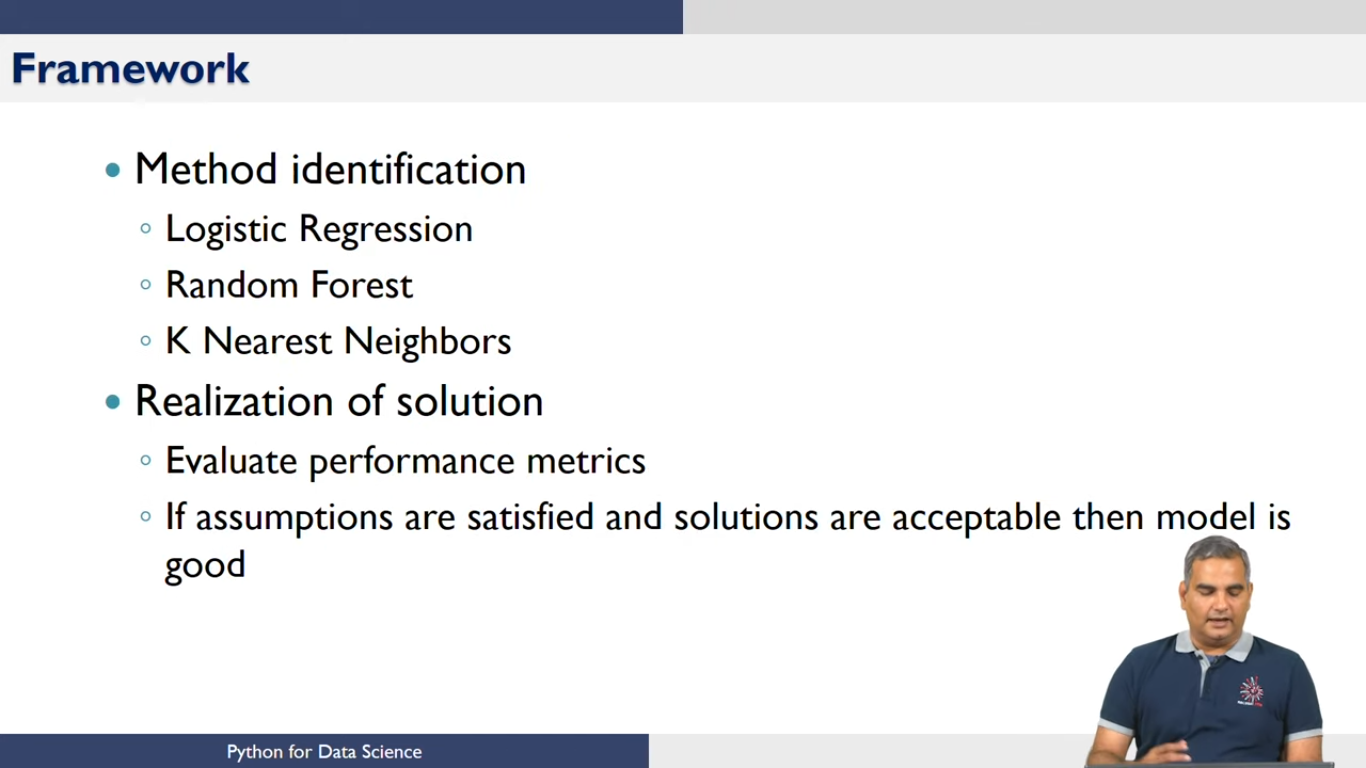 Framework
Method identification
Logistic Regression
Random Forest
K Nearest Neighbors
Realization of solution
Evaluate performance metrics
If assumptions are satisfied and solutions are acceptable then model is
good
Python for Data Science